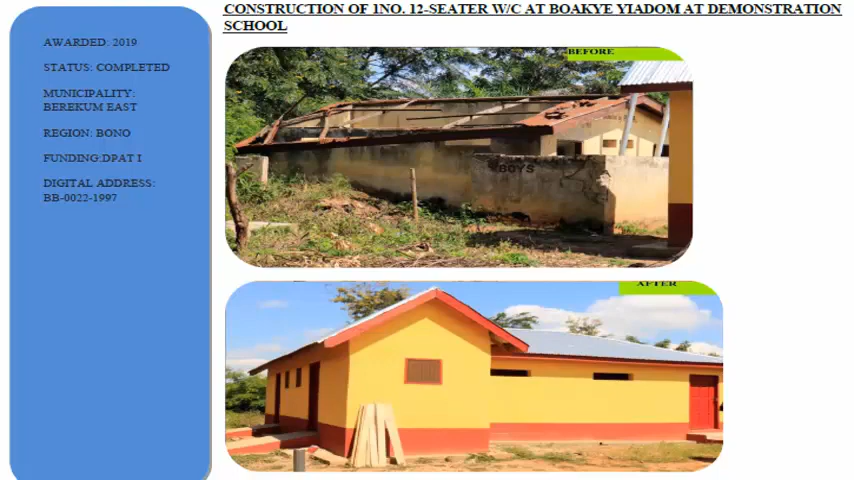 CONSTRUCTION OF 1NO. 12-SEATER W/C AT BOAKYE YIADOM AT DEMONSTRATION
SCHOOL
AWARDED: 2019
STATUS: COMPLETED
MUNICIPALITY:
BEREKUM EAST
REGION: BONO
FUNDING:DPAT I
DIGITAL ADDRESS:
BB-0022-1997
BEFORE
BOYS
AFTER